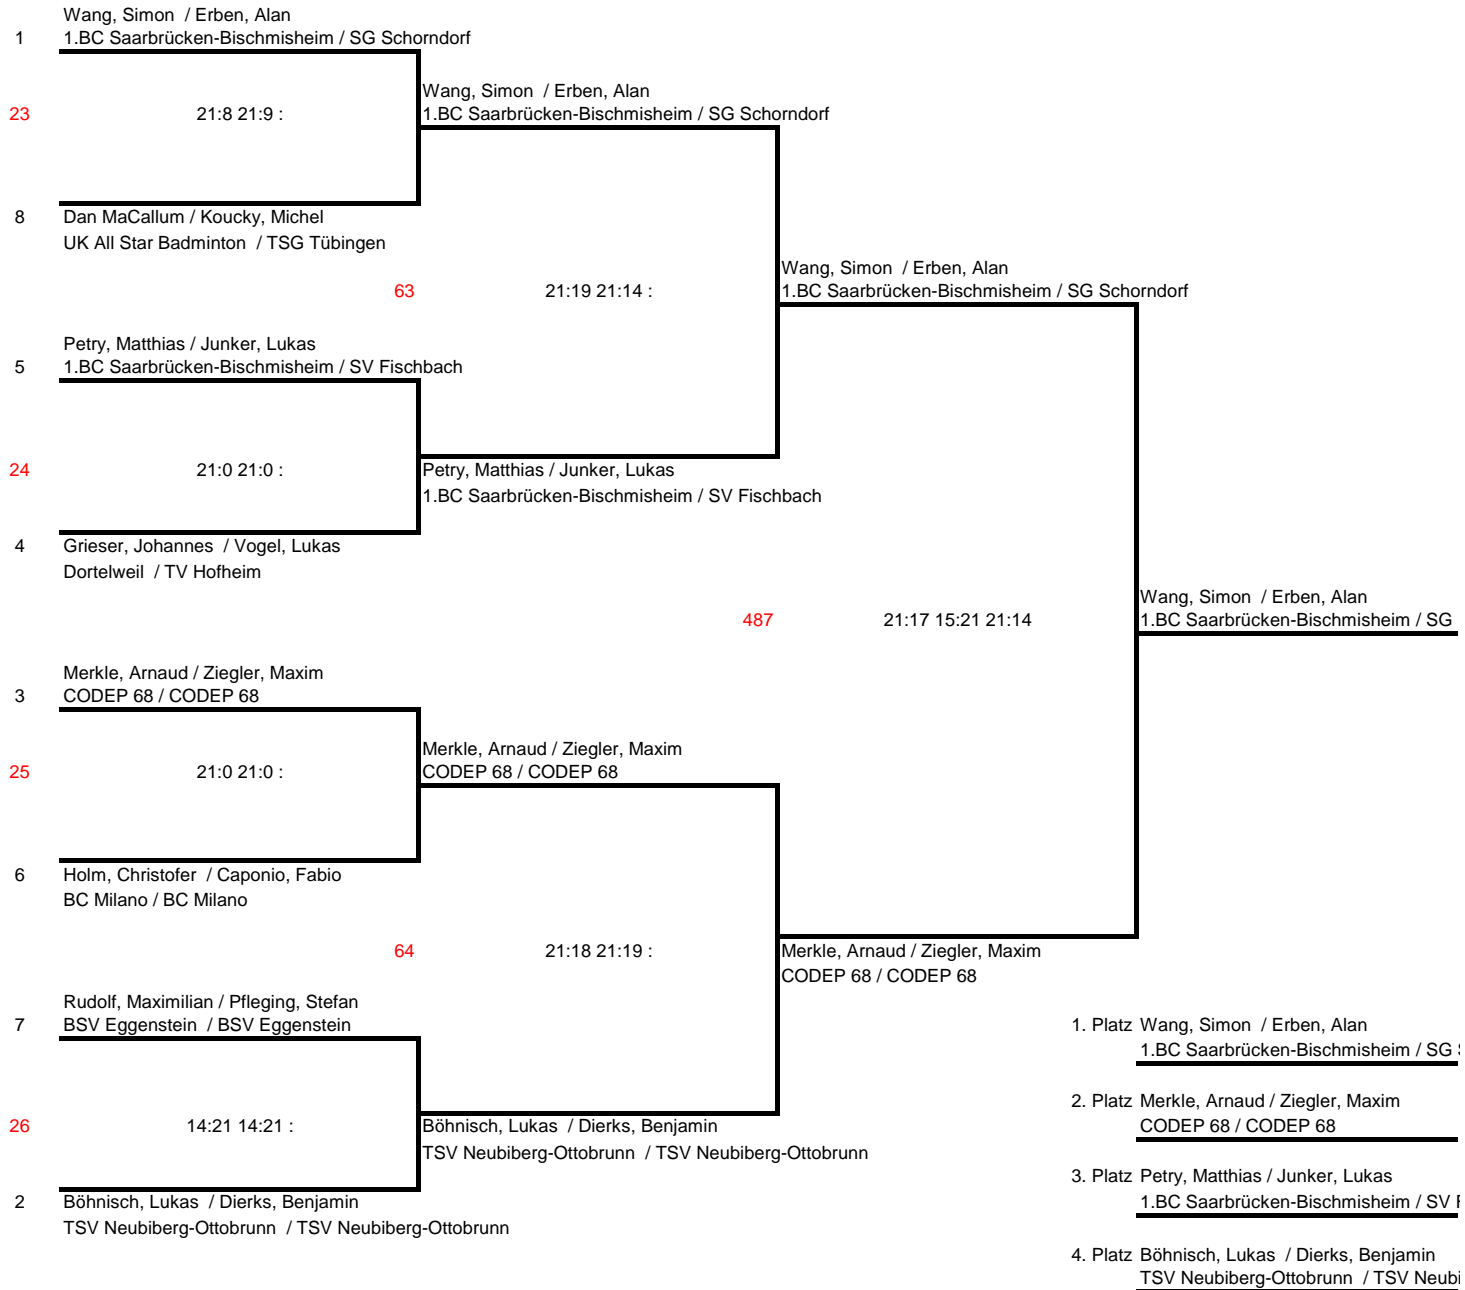 Wang, Simon / Erben, Alan
1 1.BC Saarbrücken-Bischmisheim / SG Schorndorf
Wang, Simon / Erben, Alan
23 21:8 21:9 : 1.BC Saarbrücken-Bischmisheim / SG Schorndorf
8 Dan MaCallum / Koucky, Michel
UK All Star Badminton / TSG Tübingen
Wang, Simon / Erben, Alan
63 21:19 21:14 : 1.BC Saarbrücken-Bischmisheim / SG Schorndorf
Petry, Matthias / Junker, Lukas
5 1.BC Saarbrücken-Bischmisheim / SV Fischbach
24 21:0 21:0 : Petry, Matthias / Junker, Lukas
1.BC Saarbrücken-Bischmisheim / SV Fischbach
4 Grieser, Johannes / Vogel, Lukas
Dortelweil / TV Hofheim
Wang, Simon / Erben, Alan
487 21:17 15:21 21:14 1.BC Saarbrücken-Bischmisheim / SG
Merkle, Arnaud / Ziegler, Maxim
3 CODEP 68 / CODEP 68
Merkle, Arnaud / Ziegler, Maxim
25 21:0 21:0 : CODEP 68 / CODEP 68
6 Holm, Christofer / Caponio, Fabio
BC Milano / BC Milano
64 21:18 21:19 : Merkle, Arnaud / Ziegler, Maxim
CODEP 68 / CODEP 68
Rudolf, Maximilian / Pfleging, Stefan
7 BSV Eggenstein / BSV Eggenstein
1. Platz Wang, Simon / Erben, Alan
1.BC Saarbrücken-Bischmisheim / SG S
2. Platz Merkle, Arnaud / Ziegler, Maxim
26 14:21 14:21 : Böhnisch, Lukas / Dierks, Benjamin
CODEP 68 / CODEP 68
TSV Neubiberg-Ottobrunn / TSV Neubiberg-Ottobrunn
3. Platz Petry, Matthias / Junker, Lukas
2 Böhnisch, Lukas / Dierks, Benjamin
1.BC Saarbrücken-Bischmisheim / SV F
TSV Neubiberg-Ottobrunn / TSV Neubiberg-Ottobrunn
4. Platz Böhnisch, Lukas / Dierks, Benjamin
TSV Neubiberg-Ottobrunn / TSV Neubi